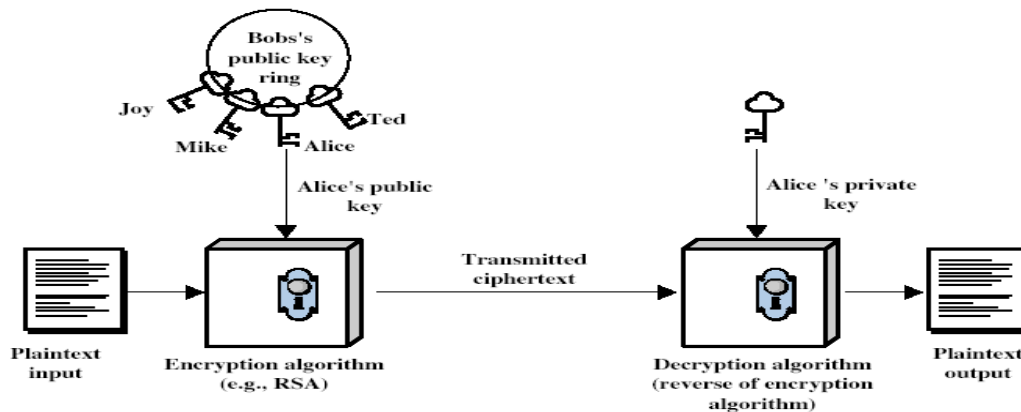 Bobs's
public key
ring
Joy
Ted
Mike
Alice
Alice's public
key
Alice 's private
key
Transmitted
ciphertext
Plaintext
input
Encryption algorithm
(e.g., RSA)
Decryption algorithm
(reverse of encryption
algorithm)
Plaintext
output